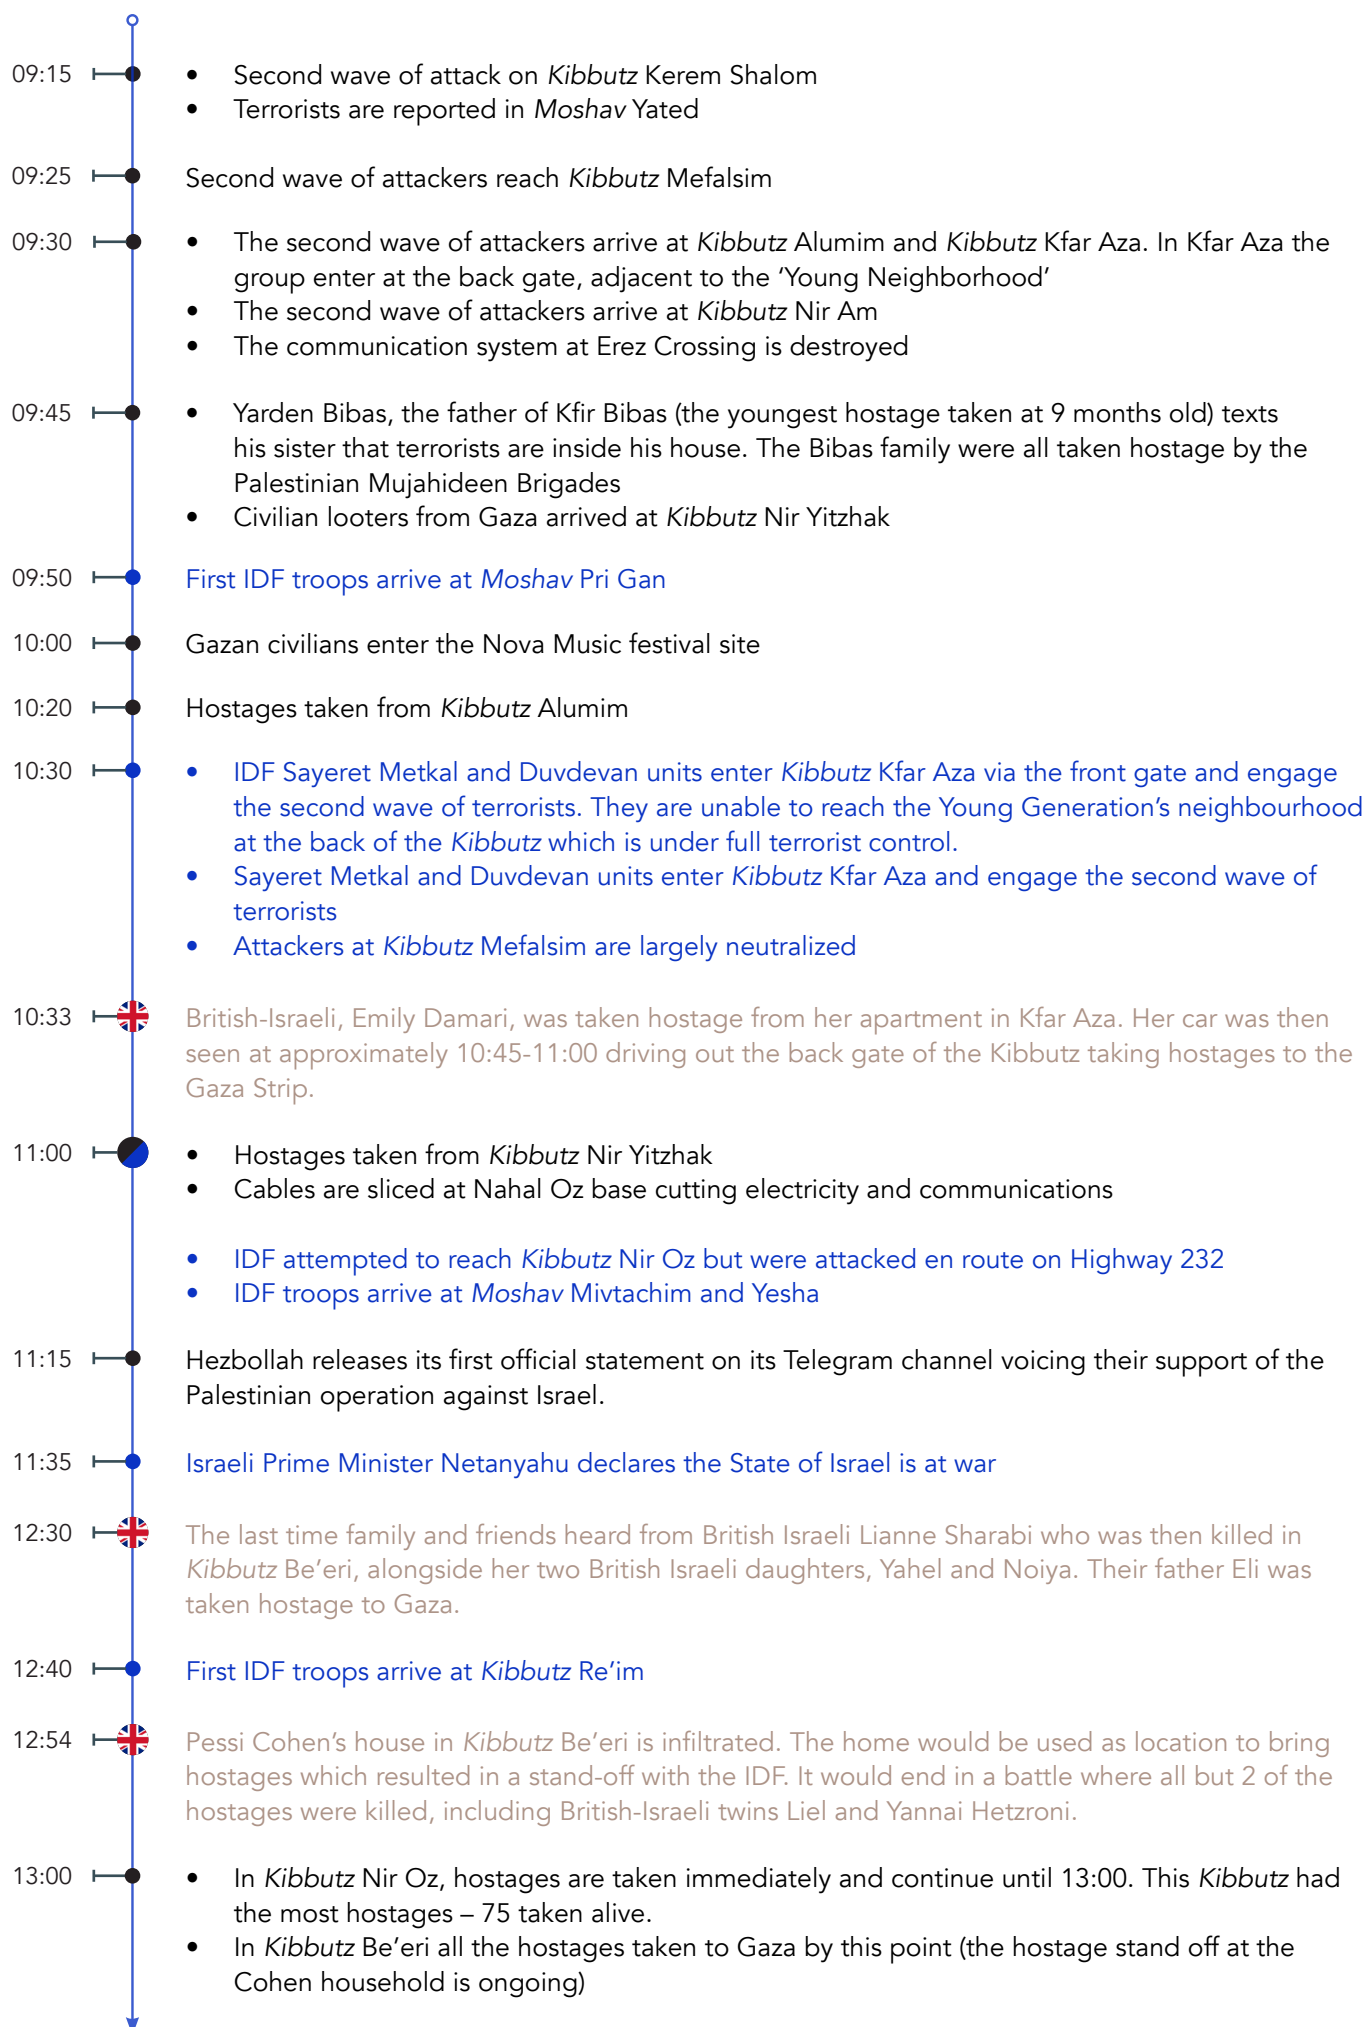 09:15
• Second wave of attack on Kibbutz Kerem Shalom
• Terrorists are reported in Moshav Yated
09:25
Second wave of attackers reach Kibbutz Mefalsim
09:30
• The second wave of attackers arrive at Kibbutz Alumim and Kibbutz Kfar Aza. In Kfar Aza the
group enter at the back gate, adjacent to the ‘Young Neighborhood’
• The second wave of attackers arrive at Kibbutz Nir Am
• The communication system at Erez Crossing is destroyed
09:45
• Yarden Bibas, the father of Kfir Bibas (the youngest hostage taken at 9 months old) texts
his sister that terrorists are inside his house. The Bibas family were all taken hostage by the
Palestinian Mujahideen Brigades
• Civilian looters from Gaza arrived at Kibbutz Nir Yitzhak
09:50
First IDF troops arrive at Moshav Pri Gan
10:00
Gazan civilians enter the Nova Music festival site
10:20
Hostages taken from Kibbutz Alumim
10:30
• IDF Sayeret Metkal and Duvdevan units enter Kibbutz Kfar Aza via the front gate and engage
the second wave of terrorists. They are unable to reach the Young Generation’s neighbourhood
at the back of the Kibbutz which is under full terrorist control.
• Sayeret Metkal and Duvdevan units enter Kibbutz Kfar Aza and engage the second wave of
terrorists
• Attackers at Kibbutz Mefalsim are largely neutralized
10:33
British-Israeli, Emily Damari, was taken hostage from her apartment in Kfar Aza. Her car was then
seen at approximately 10:45-11:00 driving out the back gate of the Kibbutz taking hostages to the
Gaza Strip.
11:00
• Hostages taken from Kibbutz Nir Yitzhak
• Cables are sliced at Nahal Oz base cutting electricity and communications
• IDF attempted to reach Kibbutz Nir Oz but were attacked en route on Highway 232
• IDF troops arrive at Moshav Mivtachim and Yesha
11:15
Hezbollah releases its first official statement on its Telegram channel voicing their support of the
Palestinian operation against Israel.
11:35
Israeli Prime Minister Netanyahu declares the State of Israel is at war
12:30
The last time family and friends heard from British Israeli Lianne Sharabi who was then killed in
Kibbutz Be’eri, alongside her two British Israeli daughters, Yahel and Noiya. Their father Eli was
taken hostage to Gaza.
12:40
First IDF troops arrive at Kibbutz Re’im
12:54
Pessi Cohen’s house in Kibbutz Be’eri is infiltrated. The home would be used as location to bring
hostages which resulted in a stand-off with the IDF. It would end in a battle where all but 2 of the
hostages were killed, including British-Israeli twins Liel and Yannai Hetzroni.
13:00
• In Kibbutz Nir Oz, hostages are taken immediately and continue until 13:00. This Kibbutz had
the most hostages – 75 taken alive.
• In Kibbutz Be’eri all the hostages taken to Gaza by this point (the hostage stand off at the
Cohen household is ongoing)